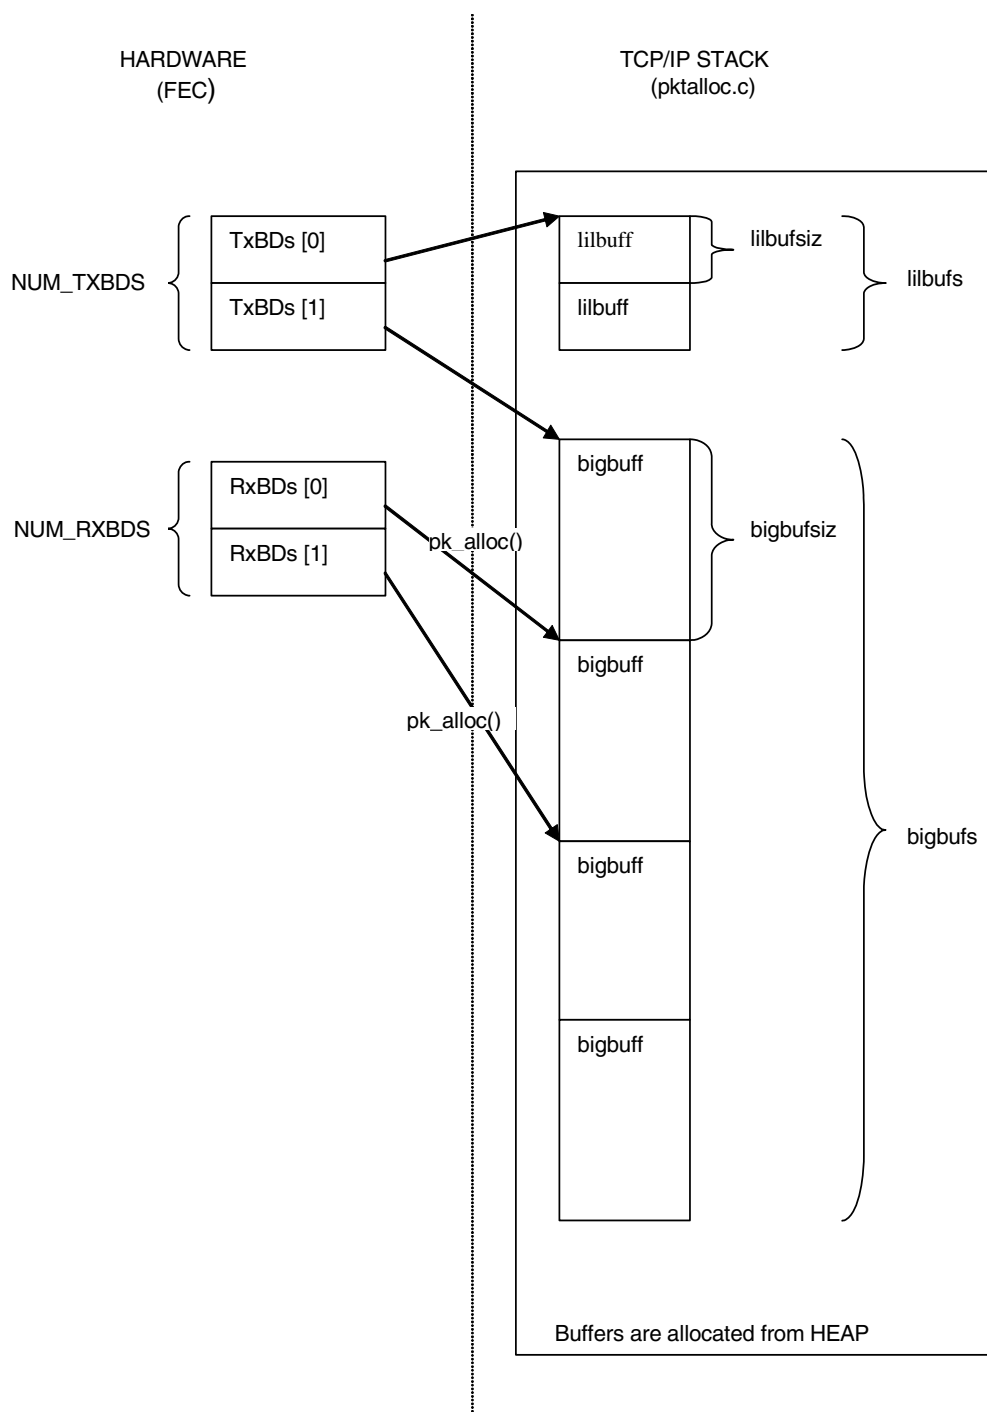 HARDWARE
(FEC)
TCP/IP STACK
(pktalloc.c)
NUM_TXBDS
TxBDs [0]
TxBDs [1]
lilbuff
lilbuff
lilbufsiz
lilbufs
NUM_RXBDS
RxBDs [0]
RxBDs [1]
pk_alloc()
pk_alloc()
bigbuff
bigbufsiz
bigbuff
bigbuff
bigbuff
bigbufs
Buffers are allocated from HEAP